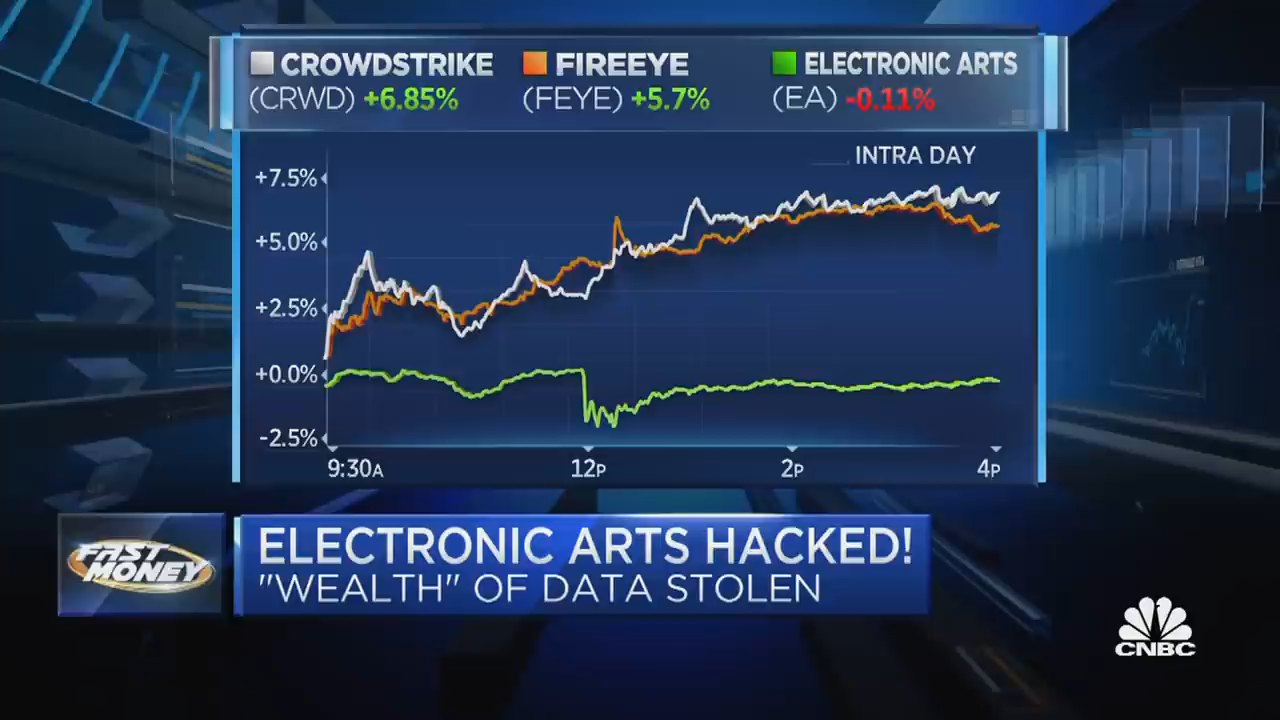 CROWDSTRIKE
(CRWD) +6.85%
FIREEYE
(FEYE) +5.7%
ELECTRONIC ARTS
(EA) -0.11%
INTRA DAY
+7.5%
+5.0%
+2.5%
+0.0%
-2.5%
9:30A
12P
2P
4P
FAST
MONEY
ELECTRONIC ARTS HACKED!
"WEALTH" OF DATA STOLEN
CNBC